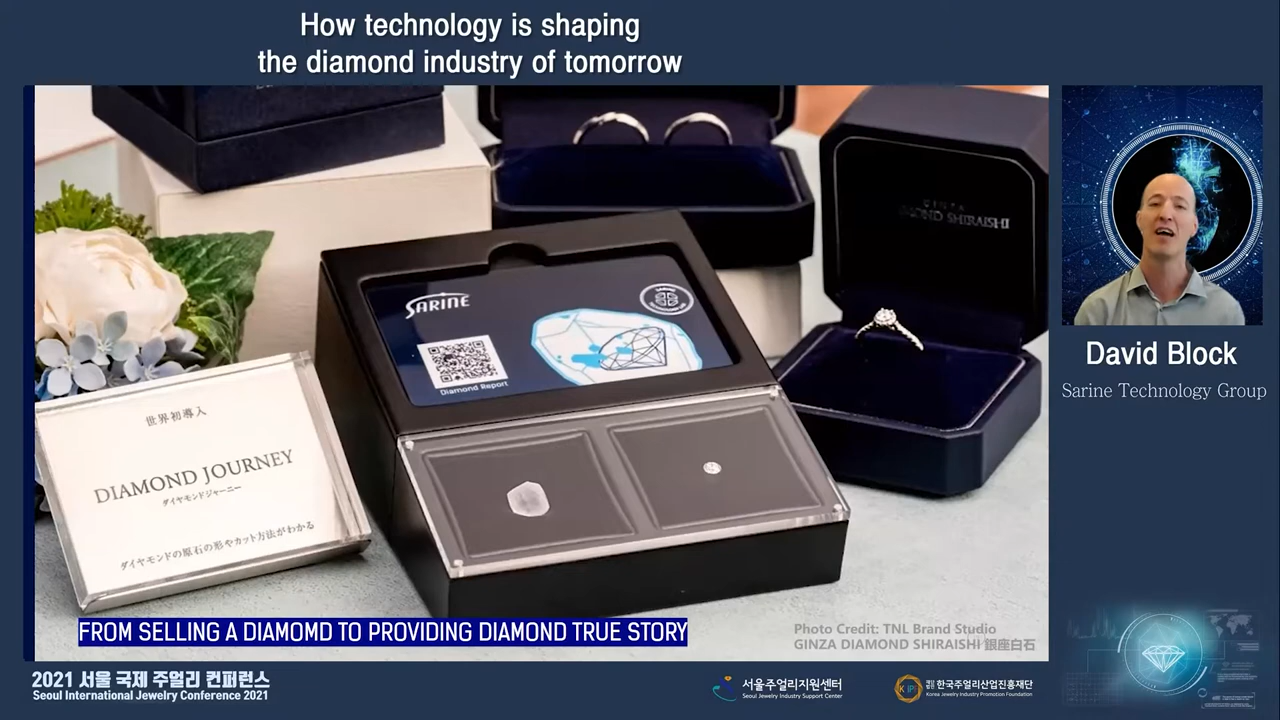 How technology is shaping
the diamond industry of tomorrow
SARINE
Diamond Report
世界初導入
DIAMOND JOURNEY
ダイヤモンドジャーニー
ダイヤモンドの原石の形やカット方法がわかる
FROM SELLING A DIAMOMD TO PROVIDING DIAMOND TRUE STORY
Photo Credit: TNL Brand Studio
GINZA DIAMOND SHIRAISHI 銀座白石
David Block
Sarine Technology Group
2021 서울 국제 주얼리 컨퍼런스
Seoul International Jewelry Conference 2021
서울주얼리지원센터
Seoul Jewelry Industry Support Center
재단법인 한국주얼리산업진흥재단
Korea Jewelry Industry Promotion Foundation